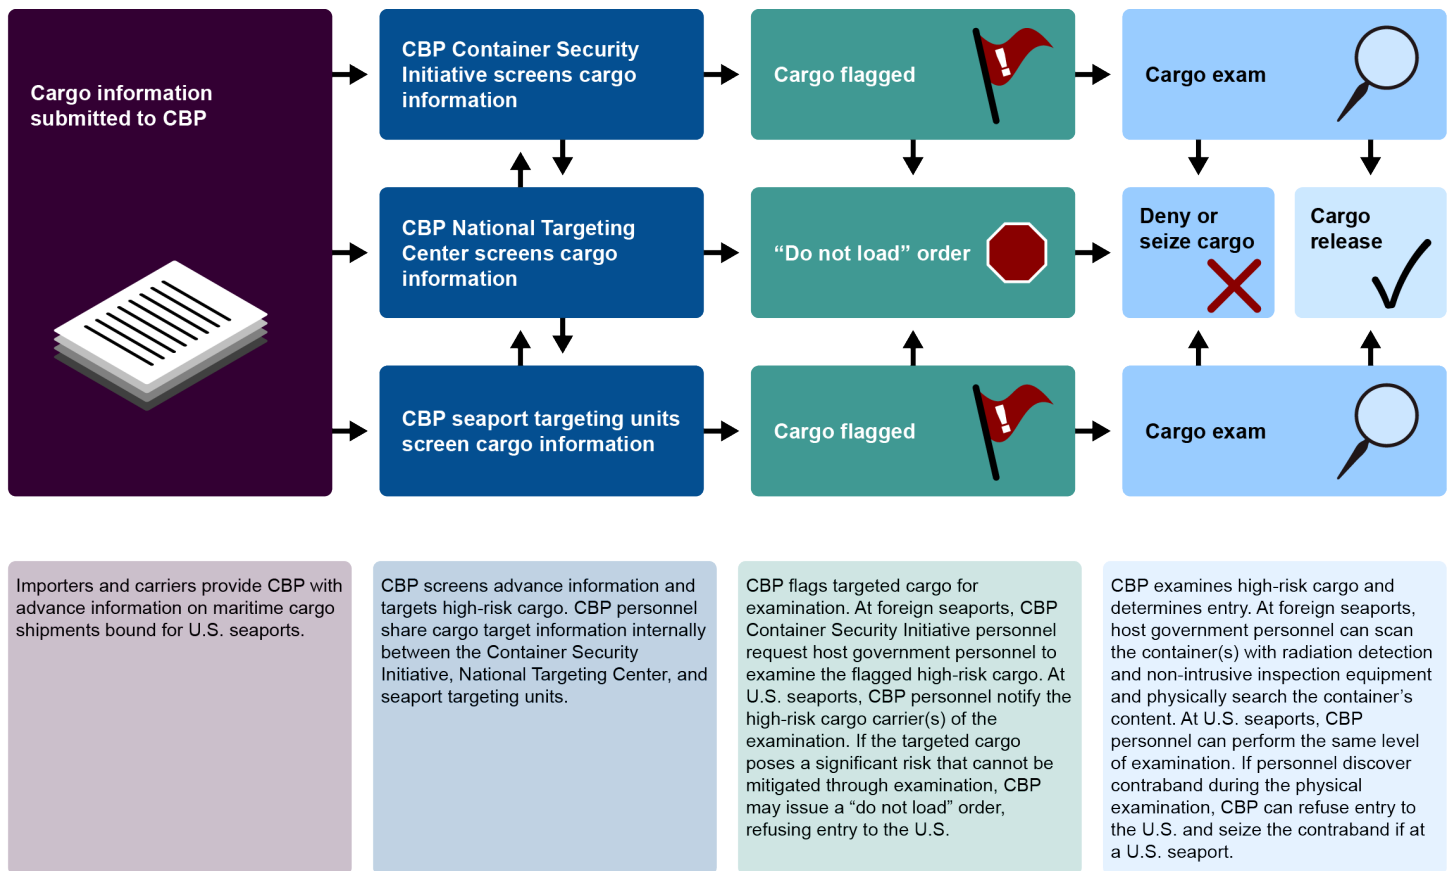 Cargo information
submitted to CBP
CBP Container Security
Initiative screens cargo
information
Cargo flagged
!
Cargo exam
CBP National Targeting
Center screens cargo
information
“Do not load” order
Deny or
seize cargo
Cargo
release
CBP seaport targeting units
screen cargo information
Cargo flagged
!
Cargo exam
Importers and carriers provide CBP with
advance information on maritime cargo
shipments bound for U.S. seaports.
CBP screens advance information and
targets high-risk cargo. CBP personnel
share cargo target information internally
between the Container Security
Initiative, National Targeting Center, and
seaport targeting units.
CBP flags targeted cargo for
examination. At foreign seaports, CBP
Container Security Initiative personnel
request host government personnel to
examine the flagged high-risk cargo. At
U.S. seaports, CBP personnel notify the
high-risk cargo carrier(s) of the
examination. If the targeted cargo
poses a significant risk that cannot be
mitigated through examination, CBP
may issue a “do not load” order,
refusing entry to the U.S.
CBP examines high-risk cargo and
determines entry. At foreign seaports,
host government personnel can scan
the container(s) with radiation detection
and non-intrusive inspection equipment
and physically search the container’s
content. At U.S. seaports, CBP
personnel can perform the same level
of examination. If personnel discover
contraband during the physical
examination, CBP can refuse entry to
the U.S. and seize the contraband if at
a U.S. seaport.